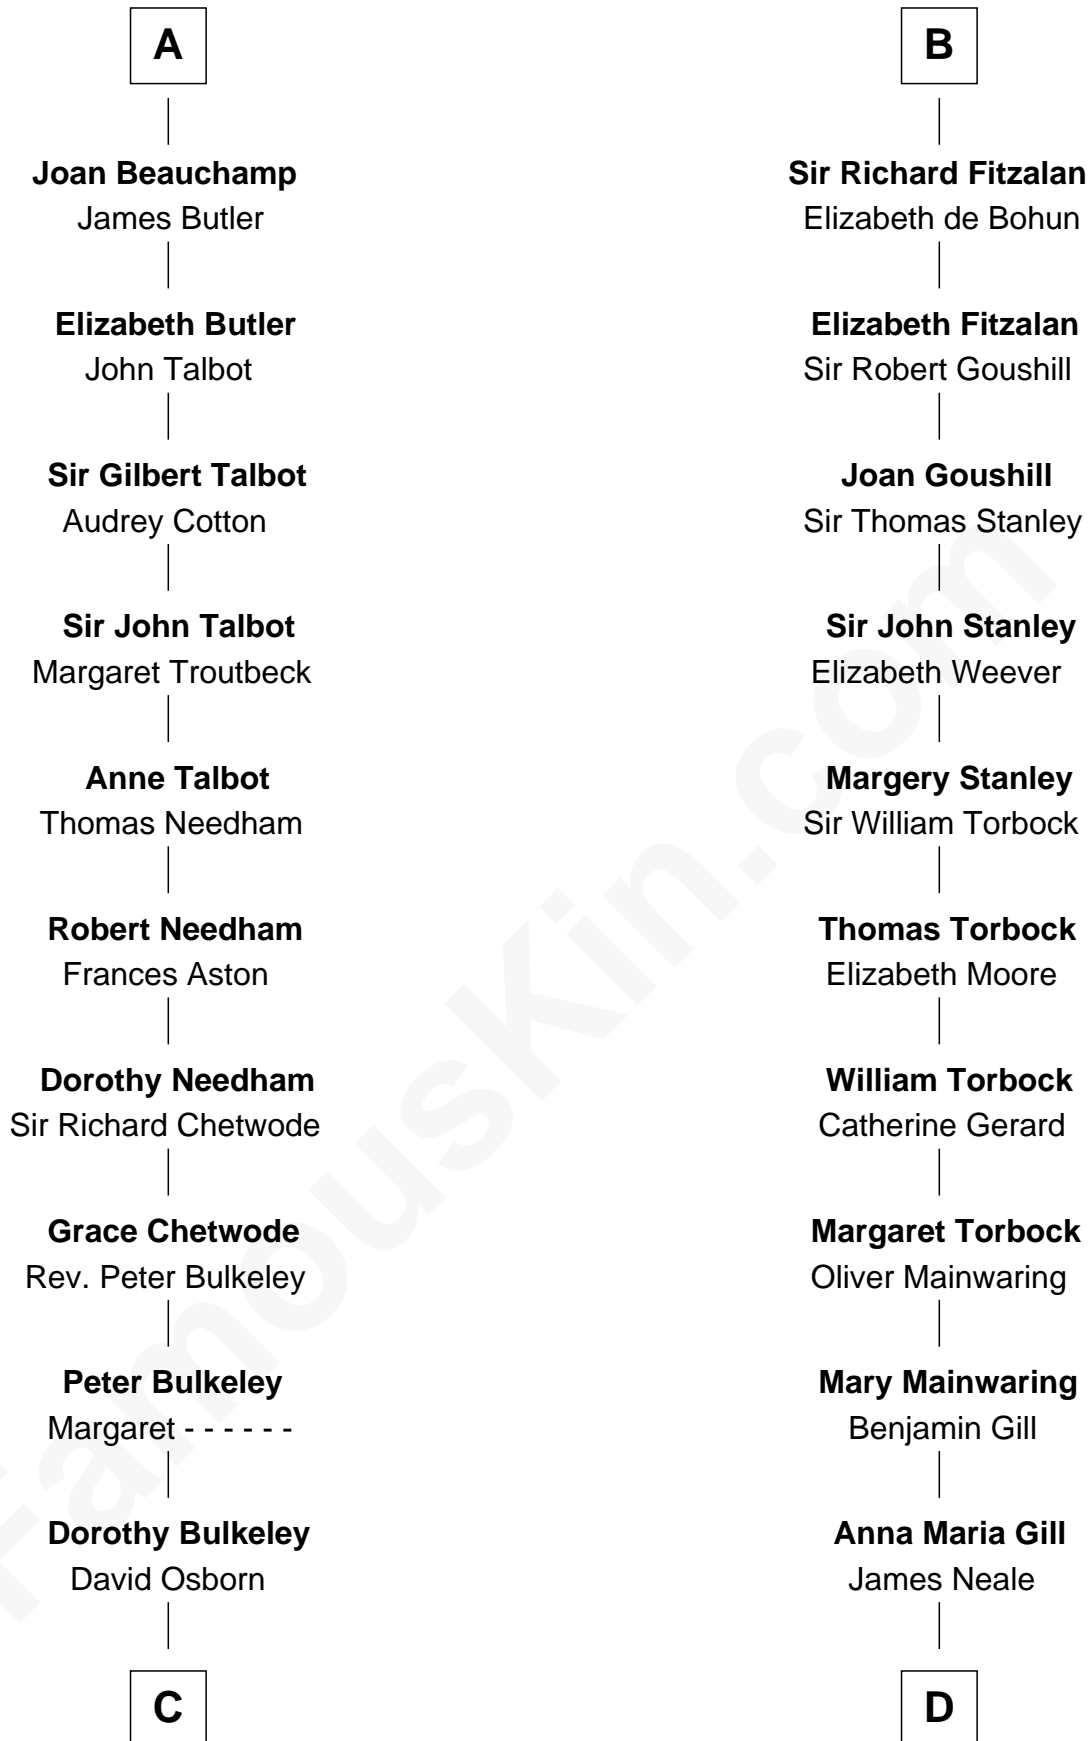 A
Joan Beauchamp
James Butler
Elizabeth Butler
John Talbot
Sir Gilbert Talbot
Audrey Cotton
Sir John Talbot
Margaret Troutbeck
Anne Talbot
Thomas Needham
Robert Needham
Frances Aston
Dorothy Needham
Sir Richard Chetwode
Grace Chetwode
Rev. Peter Bulkeley
Peter Bulkeley
Margaret - - - - - -
Dorothy Bulkeley
David Osborn
C
B
Sir Richard Fitzalan
Elizabeth de Bohun
Elizabeth Fitzalan
Sir Robert Goushill
Joan Goushill
Sir Thomas Stanley
Sir John Stanley
Elizabeth Weever
Margery Stanley
Sir William Torbock
Thomas Torbock
Elizabeth Moore
William Torbock
Catherine Gerard
Margaret Torbock
Oliver Mainwaring
Mary Mainwaring
Benjamin Gill
Anna Maria Gill
James Neale
D
FamousKin.com